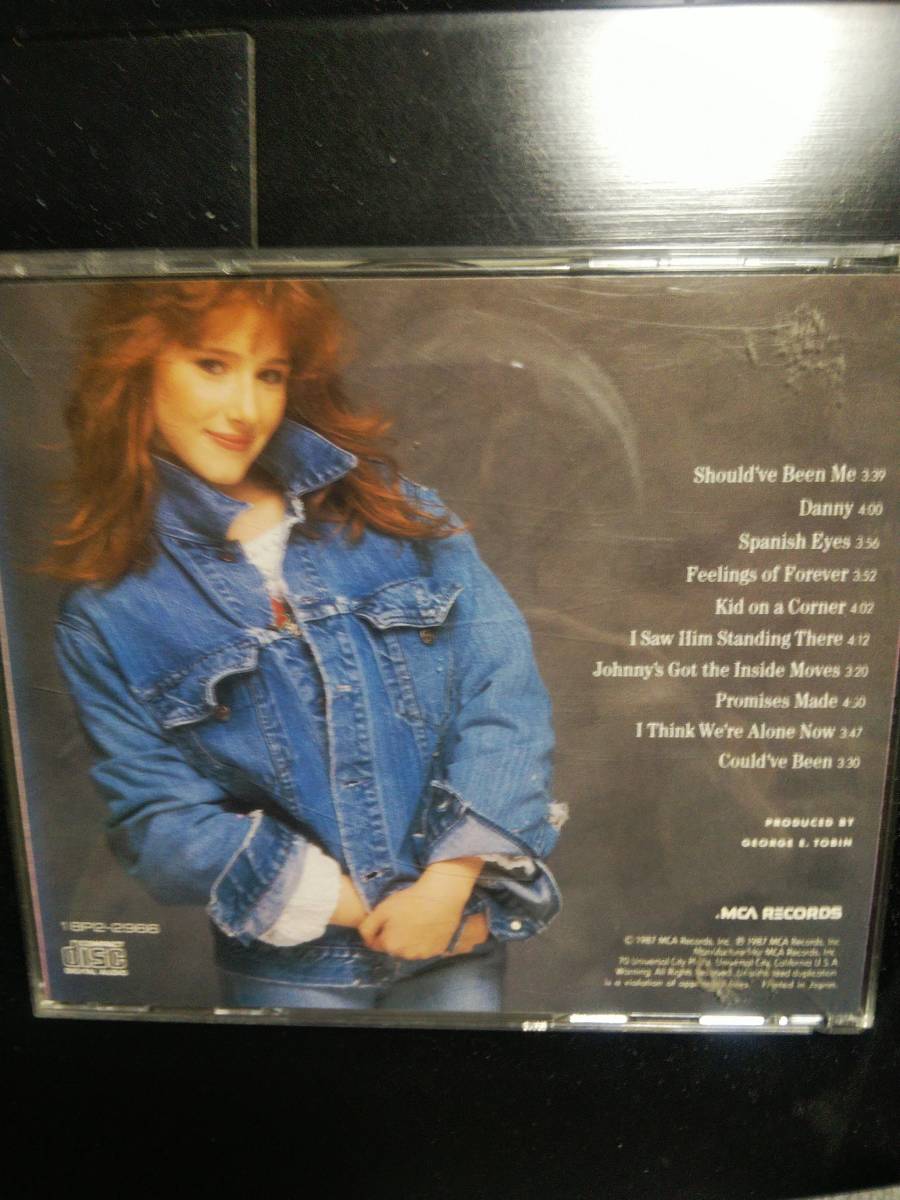 Should've Been Me 3:39
Danny 4:00
Spanish Eyes 3:56
Feelings of Forever 3:52
Kid on a Corner 4:02
I Saw Him Standing There 4:12
Johnny's Got the Inside Moves 3:20
Promises Made 4:20
I Think We're Alone Now 3:47
Could've Been 3:30
PRODUCED BY
GEORGE E. TOBIN
MCA RECORDS
© 1987 MCA Records, Inc. ℗ 1987 MCA Records, Inc.
Manufactured by MCA Records, Inc.
70 Universal City Plaza, Universal City, California U.S.A.
Warning: All Rights Reserved. duplication
is a violation of laws. Printed in Japan.
COMPACT
disc
DIGITAL AUDIO